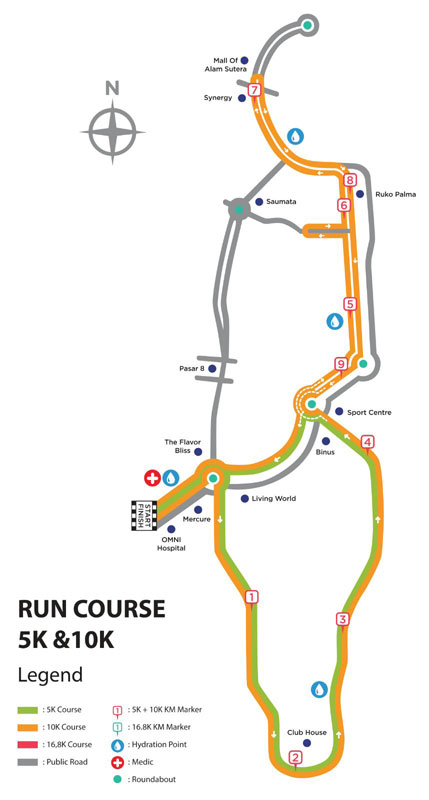 Mall Of
Alam Sutera
N
7
Synergy
8
Ruko Palma
Saumata
6
5
Pasar 8
9
Sport Centre
The Flavor
Bliss
4
Binus
Living World
START
FINISH
Mercure
OMNI
Hospital
1
RUN COURSE
5K &10K
3
Legend
: 5K Course
1 : 5K + 10K KM Marker
: 10K Course
1 : 16.8K KM Marker
Club House
2
: 16,8K Course
: Hydration Point
: Public Road
: Medic
: Roundabout